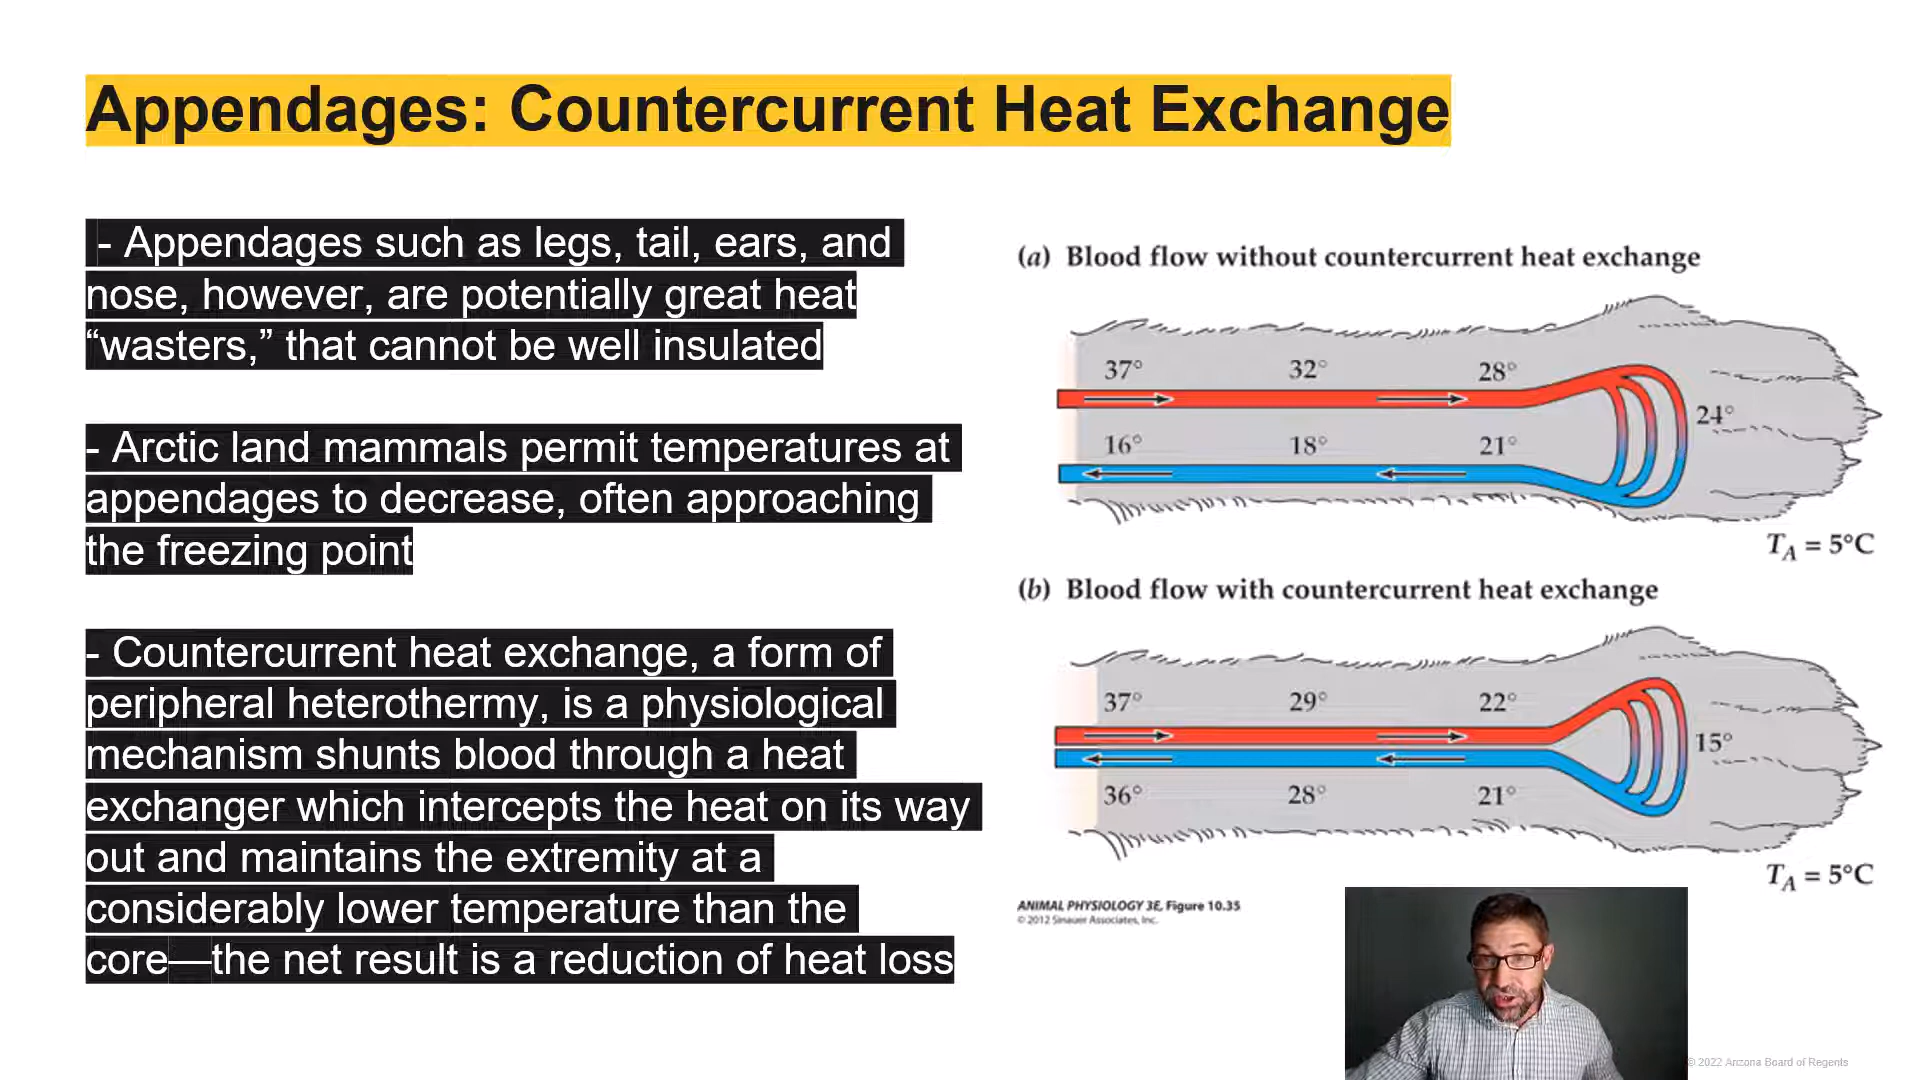 Appendages: Countercurrent Heat Exchange
- Appendages such as legs, tail, ears, and
nose, however, are potentially great heat
“wasters,” that cannot be well insulated
- Arctic land mammals permit temperatures at
appendages to decrease, often approaching
the freezing point
- Countercurrent heat exchange, a form of
peripheral heterothermy, is a physiological
mechanism shunts blood through a heat
exchanger which intercepts the heat on its way
out and maintains the extremity at a
considerably lower temperature than the
core—the net result is a reduction of heat loss
(a) Blood flow without countercurrent heat exchange
37° 32° 28°
24°
16° 18° 21°
TA = 5°C
(b) Blood flow with countercurrent heat exchange
37° 29° 22°
15°
36° 28° 21°
TA = 5°C
ANIMAL PHYSIOLOGY 3E, Figure 10.35
© 2012 Sinauer Associates, Inc.
© 2022 Arizona Board of Regents